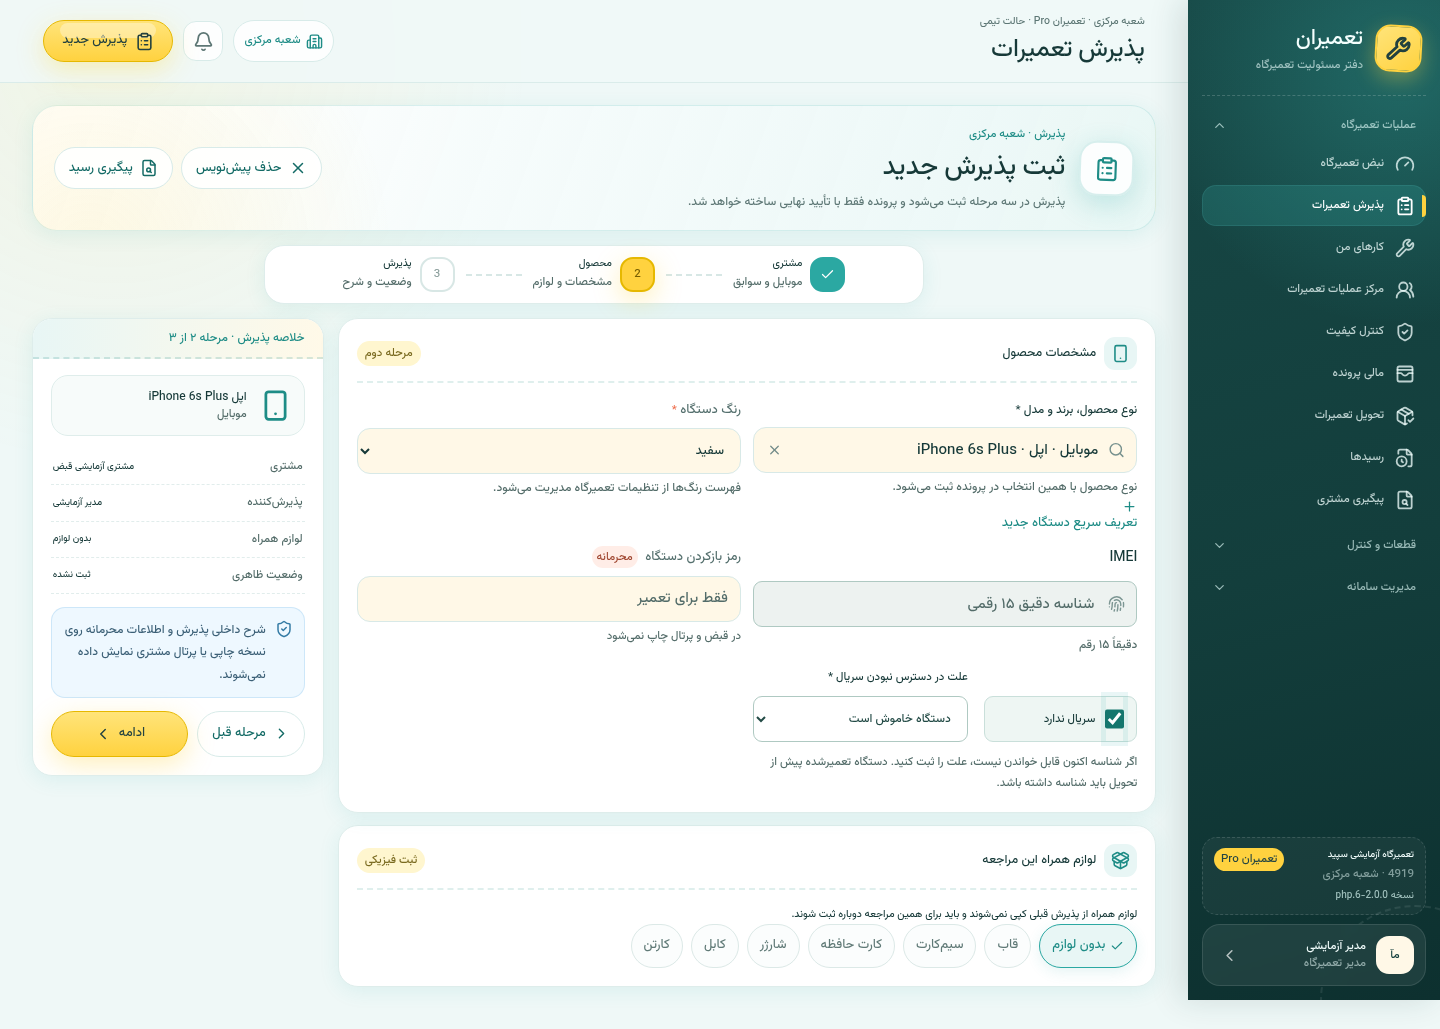 تعمیران
دفتر مسئولیت تعمیرگاه
عملیات تعمیرگاه
نبض تعمیرگاه
پذیرش تعمیرات
کارهای من
مرکز عملیات تعمیرات
کنترل کیفیت
مالی پرونده
تحویل تعمیرات
رسیدها
پیگیری مشتری
قطعات و کنترل
مدیریت سامانه
تعمیرگاه آزمایشی سپید
تعمیران Pro
4919 · شعبه مرکزی
نسخه php.6-2.0.0
مآ
مدیر آزمایشی
مدیر تعمیرگاه
شعبه مرکزی · تعمیران Pro · حالت تیمی
پذیرش تعمیرات
شعبه مرکزی
پذیرش جدید
پذیرش · شعبه مرکزی
ثبت پذیرش جدید
پذیرش در سه مرحله ثبت می‌شود و پرونده فقط با تأیید نهایی ساخته خواهد شد.
حذف پیش‌نویس
پیگیری رسید
مشتری
موبایل و سوابق
2
محصول
مشخصات و لوازم
3
پذیرش
وضعیت و شرح
مشخصات محصول
مرحله دوم
نوع محصول، برند و مدل *
موبایل · اپل · iPhone 6s Plus
نوع محصول با همین انتخاب در پرونده ثبت می‌شود.
+
تعریف سریع دستگاه جدید
رنگ دستگاه *
سفید
فهرست رنگ‌ها از تنظیمات تعمیرگاه مدیریت می‌شود.
IMEI
شناسه دقیق ۱۵ رقمی
دقیقاً ۱۵ رقم
رمز بازکردن دستگاه محرمانه
فقط برای تعمیر
در قبض و پرتال چاپ نمی‌شود
سریال ندارد
علت در دسترس نبودن سریال *
دستگاه خاموش است
اگر شناسه اکنون قابل خواندن نیست، علت را ثبت کنید. دستگاه تعمیرشده پیش از
تحویل باید شناسه داشته باشد.
لوازم همراه این مراجعه
ثبت فیزیکی
لوازم همراه از پذیرش قبلی کپی نمی‌شوند و باید برای همین مراجعه دوباره ثبت شوند.
بدون لوازم
قاب
سیم‌کارت
کارت حافظه
شارژر
کابل
کارتن
خلاصه پذیرش · مرحله ۲ از ۳
اپل iPhone 6s Plus
موبایل
مشتری
مشتری آزمایشی قبض
پذیرش‌کننده
مدیر آزمایشی
لوازم همراه
بدون لوازم
وضعیت ظاهری
ثبت نشده
شرح داخلی پذیرش و اطلاعات محرمانه روی
نسخه چاپی یا پرتال مشتری نمایش داده
نمی‌شوند.
مرحله قبل
ادامه